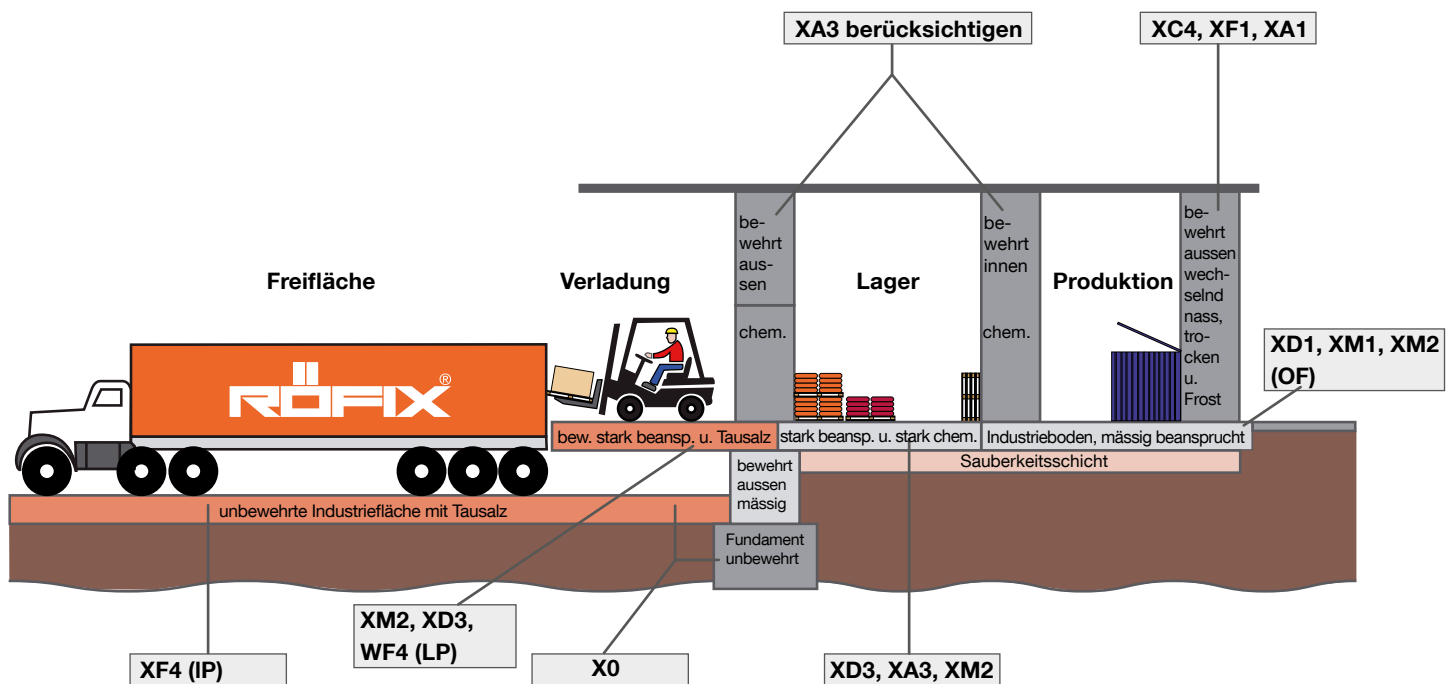 XA3 berücksichtigen
XC4, XF1, XA1
be-
wehrt
aus-
sen
chem.
be-
wehrt
innen
chem.
be-
wehrt
aussen
wech-
selnd
nass,
tro-
cken
u.
Frost
Freifläche
Verladung
Lager
Produktion
XD1, XM1, XM2
(OF)
RÖFIX®
bew. stark beansp. u. Tausalz
stark beansp. u. stark chem.
Industrieboden, mässig beansprucht
Sauberkeitsschicht
bewehrt
aussen
mässig
unbewehrte Industriefläche mit Tausalz
Fundament
unbewehrt
XM2, XD3,
WF4 (LP)
XF4 (IP)
X0
XD3, XA3, XM2